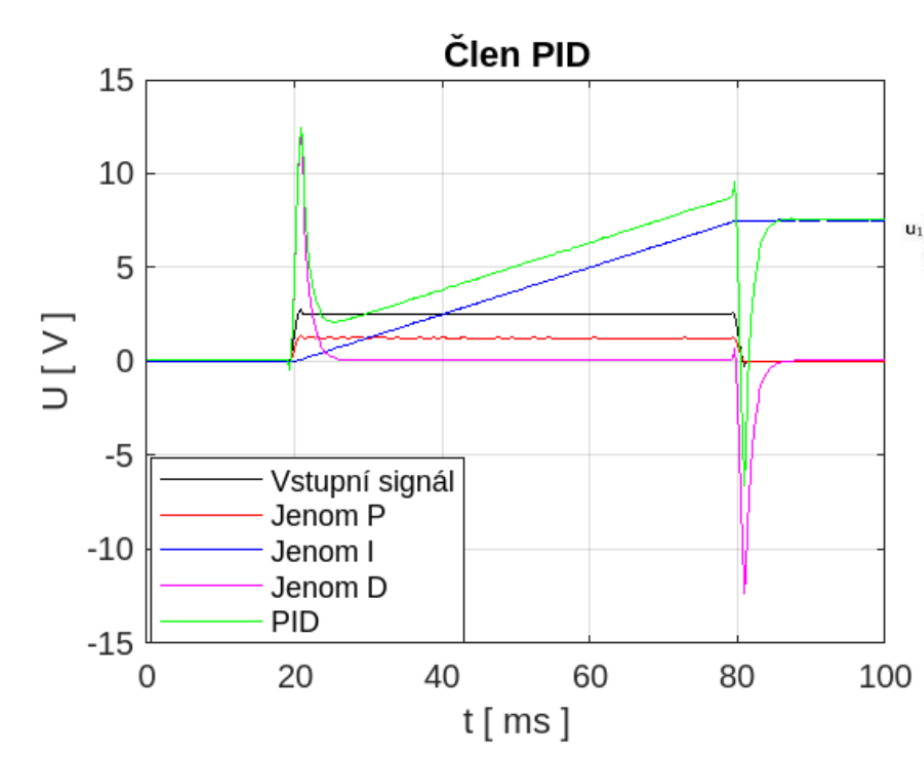 Člen PID
15
10
5
0
-5
-10
-15
U [ V ]
Vstupní signál
Jenom P
Jenom I
Jenom D
PID
0 20 40 60 80 100
t [ ms ]
u1